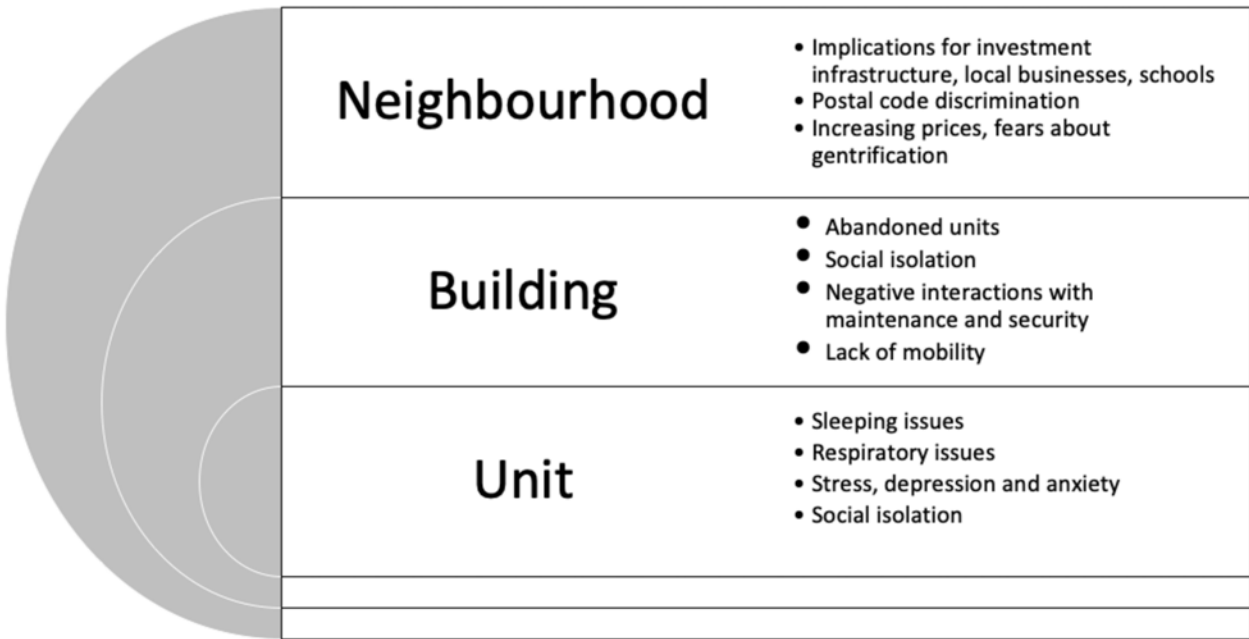 Neighbourhood
• Implications for investment
infrastructure, local businesses, schools
• Postal code discrimination
• Increasing prices, fears about
gentrification
Building
• Abandoned units
• Social isolation
• Negative interactions with
maintenance and security
• Lack of mobility
Unit
• Sleeping issues
• Respiratory issues
• Stress, depression and anxiety
• Social isolation